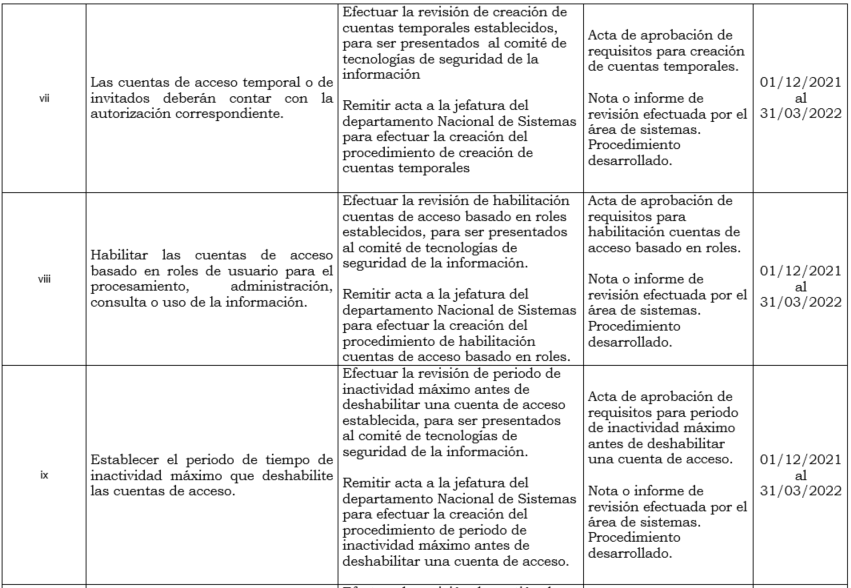 vii
Las cuentas de acceso temporal o de
invitados deberán contar con la
autorización correspondiente.
Efectuar la revisión de creación de
cuentas temporales establecidos,
para ser presentados al comité de
tecnologías de seguridad de la
información
Remitir acta a la jefatura del
departamento Nacional de Sistemas
para efectuar la creación del
procedimiento de creación de
cuentas temporales
Acta de aprobación de
requisitos para creación
de cuentas temporales.
Nota o informe de
revisión efectuada por el
área de sistemas.
Procedimiento
desarrollado.
01/12/2021
al
31/03/2022
viii
Habilitar las cuentas de acceso
basado en roles de usuario para el
procesamiento, administración,
consulta o uso de la información.
Efectuar la revisión de habilitación
cuentas de acceso basado en roles
establecidos, para ser presentados
al comité de tecnologías de
seguridad de la información.
Remitir acta a la jefatura del
departamento Nacional de Sistemas
para efectuar la creación del
procedimiento de habilitación
cuentas de acceso basado en roles.
Acta de aprobación de
requisitos para
habilitación cuentas de
acceso basado en roles.
Nota o informe de
revisión efectuada por el
área de sistemas.
Procedimiento
desarrollado.
01/12/2021
al
31/03/2022
ix
Establecer el periodo de tiempo de
inactividad máximo que deshabilite
las cuentas de acceso.
Efectuar la revisión de periodo de
inactividad máximo antes de
deshabilitar una cuenta de acceso
establecida, para ser presentados
al comité de tecnologías de
seguridad de la información.
Remitir acta a la jefatura del
departamento Nacional de Sistemas
para efectuar la creación del
procedimiento de periodo de
inactividad máximo antes de
deshabilitar una cuenta de acceso.
Acta de aprobación de
requisitos para periodo
de inactividad máximo
antes de deshabilitar
una cuenta de acceso.
Nota o informe de
revisión efectuada por el
área de sistemas.
Procedimiento
desarrollado.
01/12/2021
al
31/03/2022